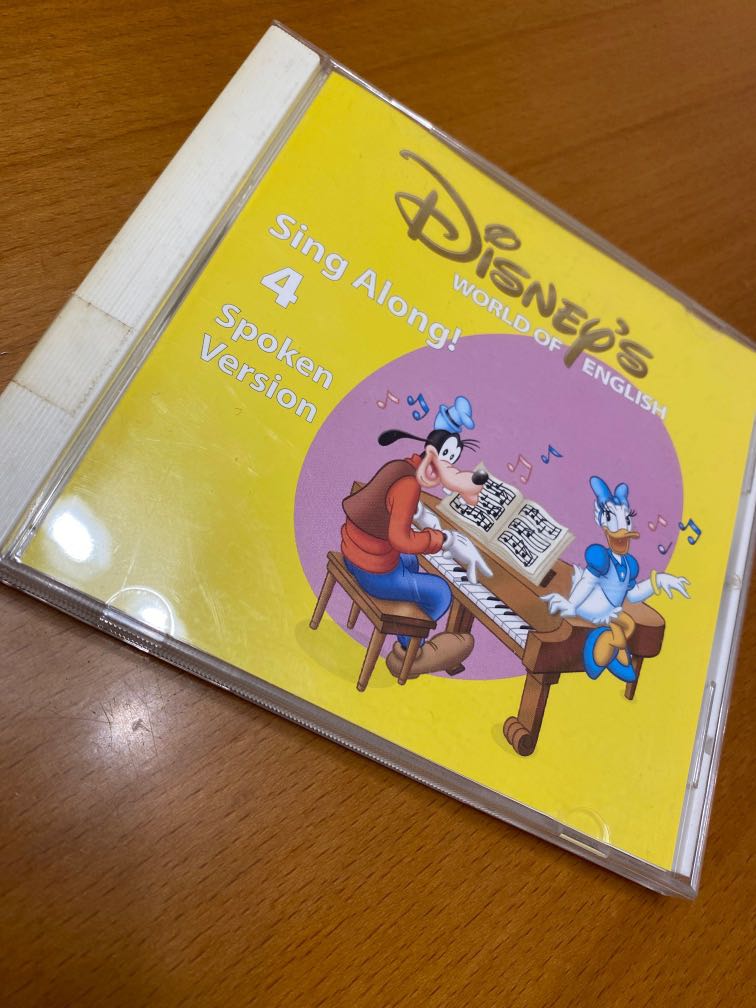 Disney's
WORLD OF ENGLISH
Sing Along!
4
Spoken
Version